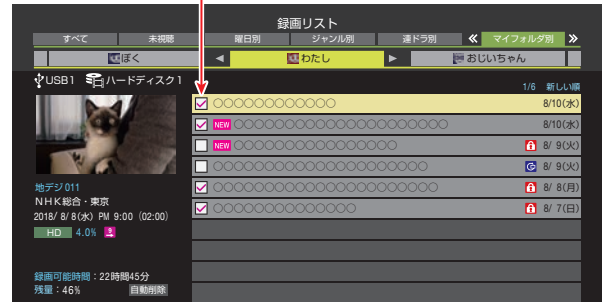 録画リスト
すべて 未視聴 曜日別 ジャンル別 連ドラ別 マイフォルダ別
ぼく わたし おじいちゃん
USB1 ハードディスク1
1/6 新しい順
○○○○○○○○○○○○ 8/10(水)
NEW ○○○○○○○○○○○○○○○○○○○○○ 8/10(水)
NEW ○○○○○○○○○○○○○○○○ 8/ 9(火)
○○○○○○○○○○○○○○○○○○○○○ 8/ 9(火)
○○○○○○○○○○○○○○○○○○○○○○ 8/ 8(月)
○○○○○○○○○○○○○○ 8/ 7(日)
地デジ011
NHK総合・東京
2018/ 8/ 8(水) PM 9:00 (02:00)
HD 4.0%
録画可能時間：22時間45分
残量：46% 自動削除